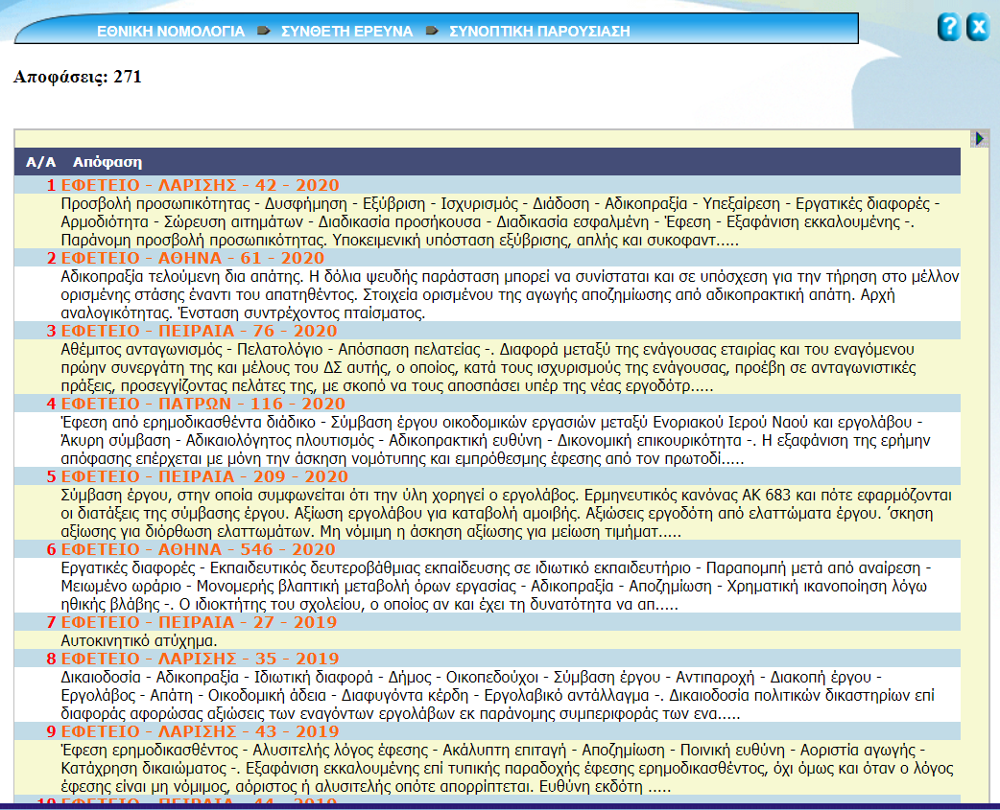 ΕΘΝΙΚΗ ΝΟΜΟΛΟΓΙΑ ΣΥΝΘΕΤΗ ΕΡΕΥΝΑ ΣΥΝΟΠΤΙΚΗ ΠΑΡΟΥΣΙΑΣΗ
? X
Αποφάσεις: 271
Α/Α Απόφαση
1 ΕΦΕΤΕΙΟ - ΛΑΡΙΣΗΣ - 42 - 2020
Προσβολή προσωπικότητας - Δυσφήμηση - Εξύβριση - Ισχυρισμός - Διάδοση - Αδικοπραξία - Υπεξαίρεση - Εργατικές διαφορές -
Αρμοδιότητα - Σώρευση αιτημάτων - Διαδικασία προσήκουσα - Διαδικασία εσφαλμένη - Έφεση - Εξαφάνιση εκκαλουμένης -.
Παράνομη προσβολή προσωπικότητας. Υποκειμενική υπόσταση εξύβρισης, απλής και συκοφαντ.....
2 ΕΦΕΤΕΙΟ - ΑΘΗΝΑ - 61 - 2020
Αδικοπραξία τελούμενη δια απάτης. Η δόλια ψευδής παράσταση μπορεί να συνίσταται και σε υπόσχεση για την τήρηση στο μέλλον
ορισμένης στάσης έναντι του απατηθέντος. Στοιχεία ορισμένου της αγωγής αποζημίωσης από αδικοπρακτική απάτη. Αρχή
αναλογικότητας. Ένσταση συντρέχοντος πταίσματος.
3 ΕΦΕΤΕΙΟ - ΠΕΙΡΑΙΑ - 76 - 2020
Αθέμιτος ανταγωνισμός - Πελατολόγιο - Απόσπαση πελατείας -. Διαφορά μεταξύ της ενάγουσας εταιρίας και του εναγόμενου
πρώην συνεργάτη της και μέλους του ΔΣ αυτής, ο οποίος, κατά τους ισχυρισμούς της ενάγουσας, προέβη σε ανταγωνιστικές
πράξεις, προσεγγίζοντας πελάτες της, με σκοπό να τους αποσπάσει υπέρ της νέας εργοδότρ.....
4 ΕΦΕΤΕΙΟ - ΠΑΤΡΩΝ - 116 - 2020
Έφεση από ερημοδικασθέντα διάδικο - Σύμβαση έργου οικοδομικών εργασιών μεταξύ Ενοριακού Ιερού Ναού και εργολάβου -
Άκυρη σύμβαση - Αδικαιολόγητος πλουτισμός - Αδικοπρακτική ευθύνη - Δικονομική επικουρικότητα -. Η εξαφάνιση της ερήμην
απόφασης επέρχεται με μόνη την άσκηση νομότυπης και εμπρόθεσμης έφεσης από τον πρωτοδί.....
5 ΕΦΕΤΕΙΟ - ΠΕΙΡΑΙΑ - 209 - 2020
Σύμβαση έργου, στην οποία συμφωνείται ότι την ύλη χορηγεί ο εργολάβος. Ερμηνευτικός κανόνας ΑΚ 683 και πότε εφαρμόζονται
οι διατάξεις της σύμβασης έργου. Αξίωση εργολάβου για καταβολή αμοιβής. Αξιώσεις εργοδότη από ελαττώματα έργου. ΄σκηση
αξίωσης για διόρθωση ελαττωμάτων. Μη νόμιμη η άσκηση αξίωσης για μείωση τιμήματ.....
6 ΕΦΕΤΕΙΟ - ΑΘΗΝΑ - 546 - 2020
Εργατικές διαφορές - Εκπαιδευτικός δευτεροβάθμιας εκπαίδευσης σε ιδιωτικό εκπαιδευτήριο - Παραπομπή μετά από αναίρεση -
Μειωμένο ωράριο - Μονομερής βλαπτική μεταβολή όρων εργασίας - Αδικοπραξία - Αποζημίωση - Χρηματική ικανοποίηση λόγω
ηθικής βλάβης -. Ο ιδιοκτήτης του σχολείου, ο οποίος αν και έχει τη δυνατότητα να απ.....
7 ΕΦΕΤΕΙΟ - ΠΕΙΡΑΙΑ - 27 - 2019
Αυτοκινητικό ατύχημα.
8 ΕΦΕΤΕΙΟ - ΛΑΡΙΣΗΣ - 35 - 2019
Δικαιοδοσία - Αδικοπραξία - Ιδιωτική διαφορά - Δήμος - Οικοπεδούχοι - Σύμβαση έργου - Αντιπαροχή - Διακοπή έργου -
Εργολάβος - Απάτη - Οικοδομική άδεια - Διαφυγόντα κέρδη - Εργολαβικό αντάλλαγμα -. Δικαιοδοσία πολιτικών δικαστηρίων επί
διαφοράς αφορώσας αξιώσεις των εναγόντων εργολάβων εκ παράνομης συμπεριφοράς των ενα.....
9 ΕΦΕΤΕΙΟ - ΛΑΡΙΣΗΣ - 43 - 2019
Έφεση ερημοδικασθέντος - Αλυσιτελής λόγος έφεσης - Ακάλυπτη επιταγή - Αποζημίωση - Ποινική ευθύνη - Αοριστία αγωγής -
Κατάχρηση δικαιώματος -. Εξαφάνιση εκκαλουμένης επί τυπικής παραδοχής έφεσης ερημοδικασθέντος, όχι όμως και όταν ο λόγος
έφεσης είναι μη νόμιμος, αόριστος ή αλυσιτελής οπότε απορρίπτεται. Ευθύνη εκδότη .....
10 ΕΦΕΤΕΙΟ - ΠΕΙΡΑΙΑ - 44 - 2019